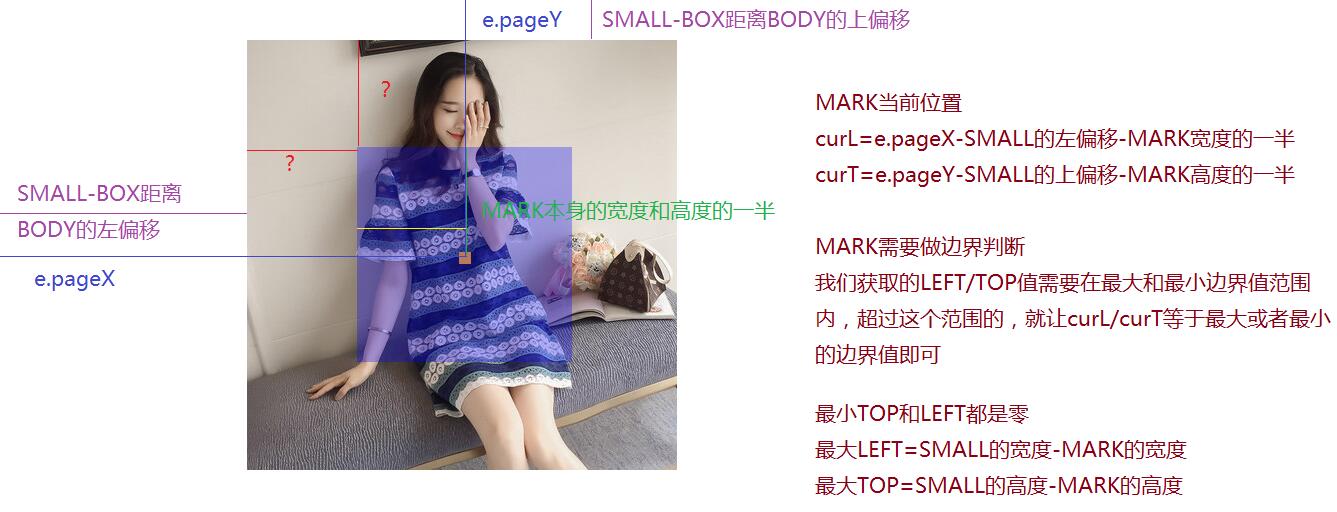 e.pageY
SMALL-BOX距离BODY的上偏移
?
?
SMALL-BOX距离
BODY的左偏移
e.pageX
MARK本身的宽度和高度的一半
MARK当前位置
curL=e.pageX-SMALL的左偏移-MARK宽度的一半
curT=e.pageY-SMALL的上偏移-MARK高度的一半
MARK需要做边界判断
我们获取的LEFT/TOP值需要在最大和最小边界值范围
内，超过这个范围的，就让curL/curT等于最大或者最小
的边界值即可
最小TOP和LEFT都是零
最大LEFT=SMALL的宽度-MARK的宽度
最大TOP=SMALL的高度-MARK的高度